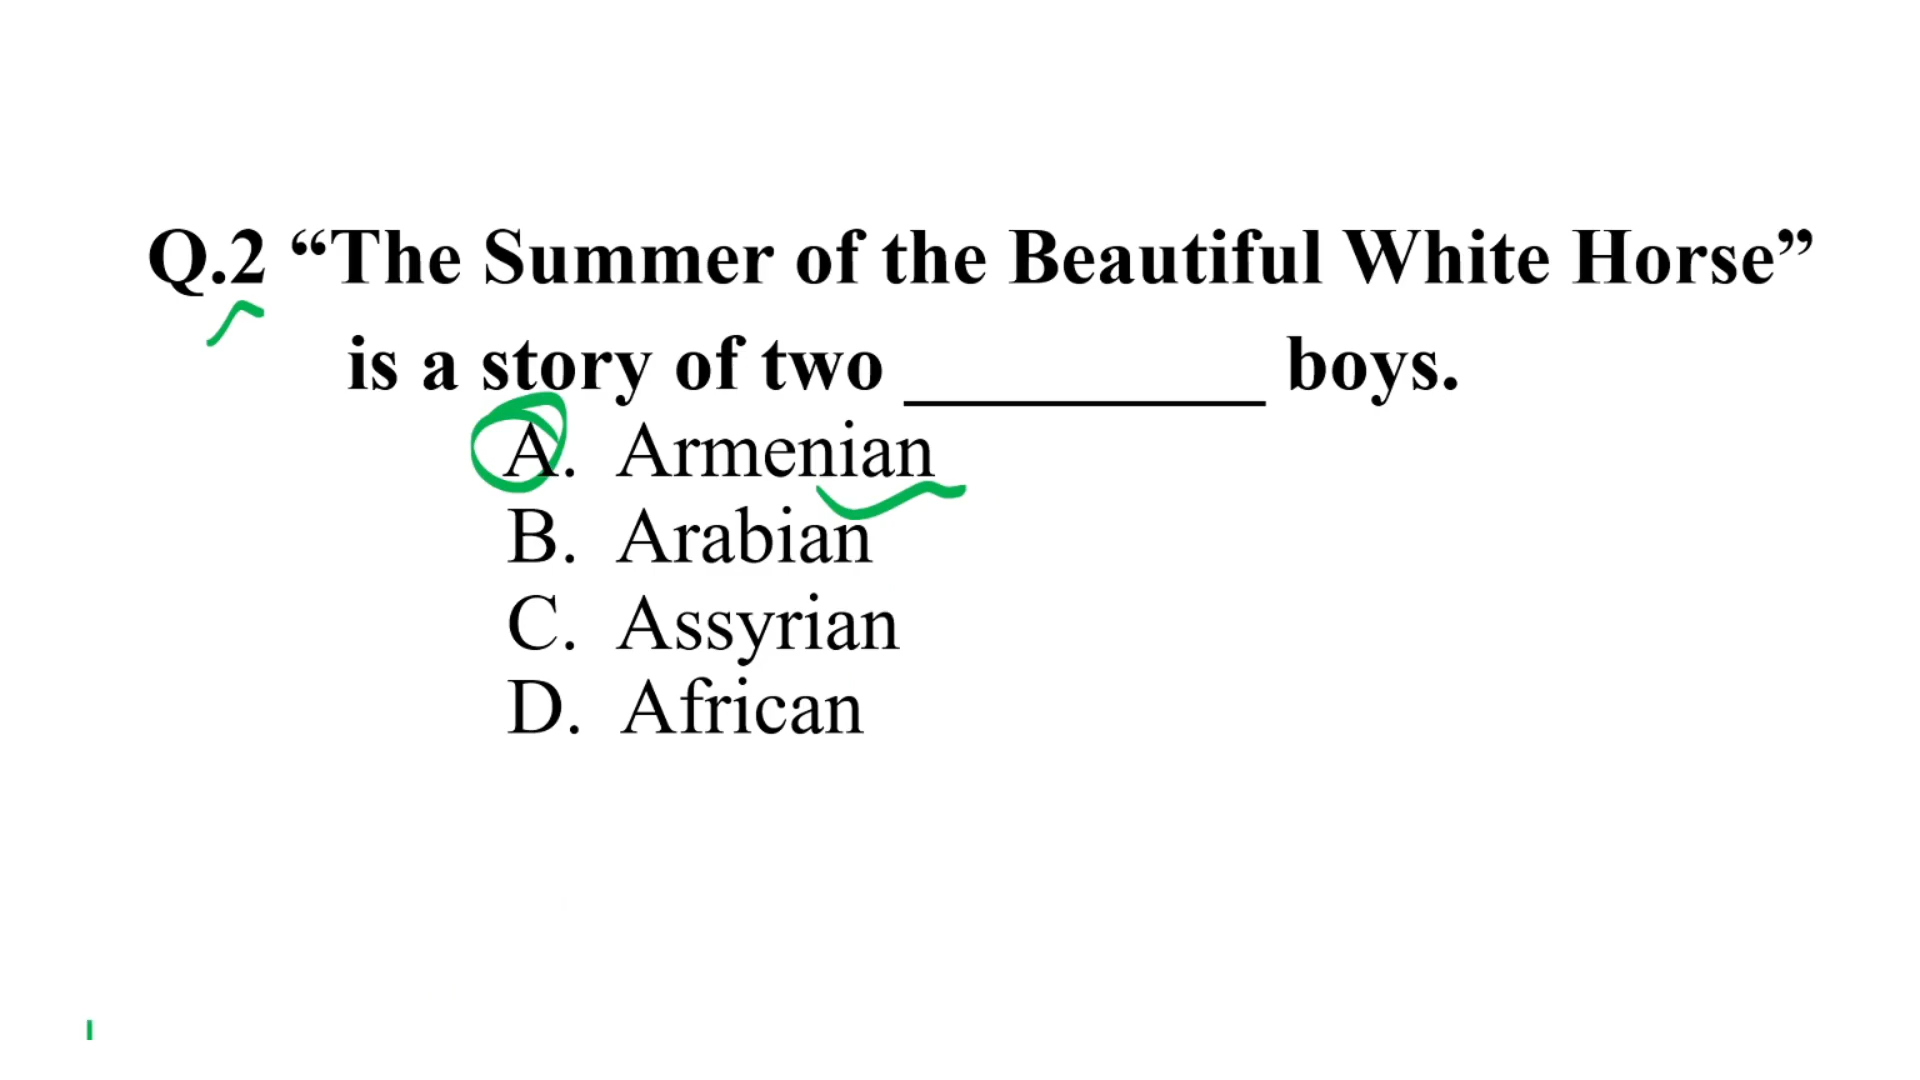 Q.2 “The Summer of the Beautiful White Horse”
is a story of two __________ boys.
A. Armenian
B. Arabian
C. Assyrian
D. African